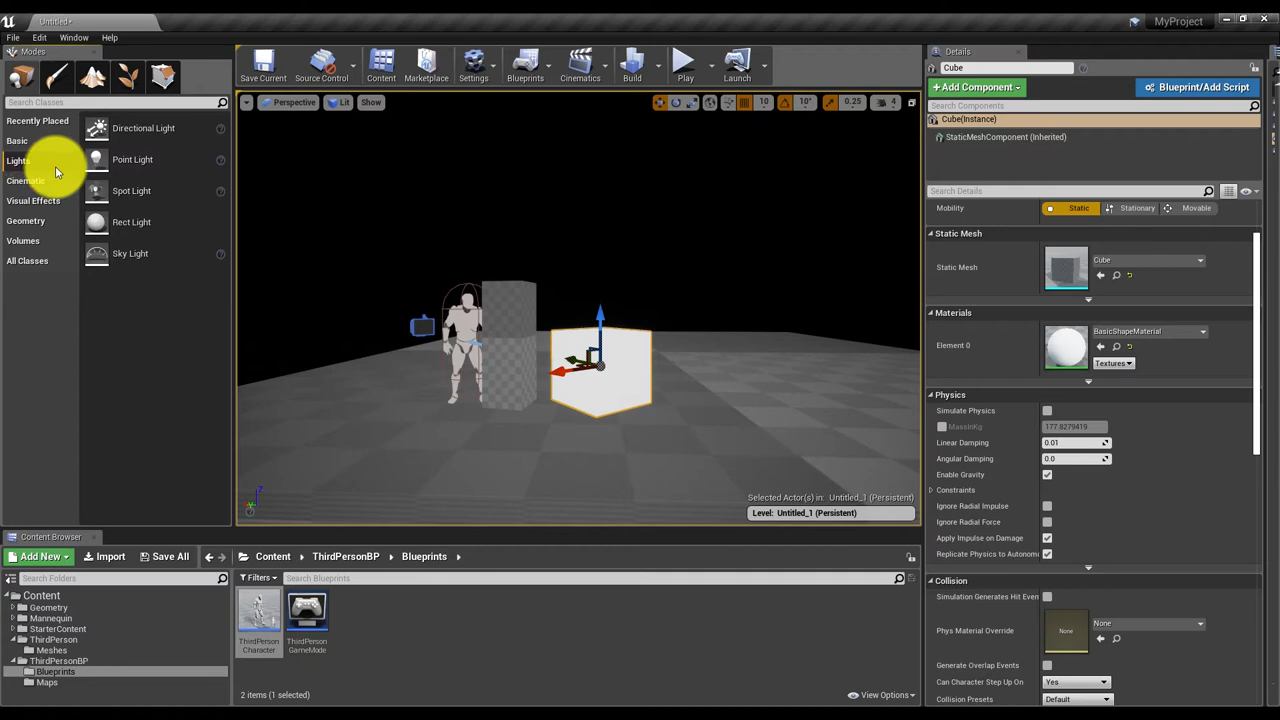 Untitled*
MyProject
File Edit Window Help
Modes
Search Classes
Recently Placed
Basic
Lights
Cinematic
Visual Effects
Geometry
Volumes
All Classes
Directional Light
Point Light
Spot Light
Rect Light
Sky Light
Save Current Source Control Content Marketplace Settings Blueprints Cinematics Build Play Launch
Perspective Lit Show
10 10° 0.25 4
Selected Actor(s) in: Untitled_1 (Persistent)
Level: Untitled_1 (Persistent)
Content Browser
Add New Import Save All Content ThirdPersonBP Blueprints
Search Folders
Filters Search Blueprints
Content
Geometry
Mannequin
StarterContent
ThirdPerson
Meshes
ThirdPersonBP
Blueprints
Maps
ThirdPerson
Character
ThirdPerson
GameMode
2 items (1 selected)
View Options
Details
Cube
+Add Component Blueprint/Add Script
Search Components
Cube(Instance)
StaticMeshComponent (Inherited)
Search Details
Mobility Static Stationary Movable
Static Mesh
Static Mesh Cube
Materials
Element 0 BasicShapeMaterial
Textures
Physics
Simulate Physics
MassInKg 177.8279419
Linear Damping 0.01
Angular Damping 0.0
Enable Gravity
Constraints
Ignore Radial Impulse
Ignore Radial Force
Apply Impulse on Damage
Replicate Physics to Autonomo
Collision
Simulation Generates Hit Even
Phys Material Override None None
Generate Overlap Events
Can Character Step Up On Yes
Collision Presets Default